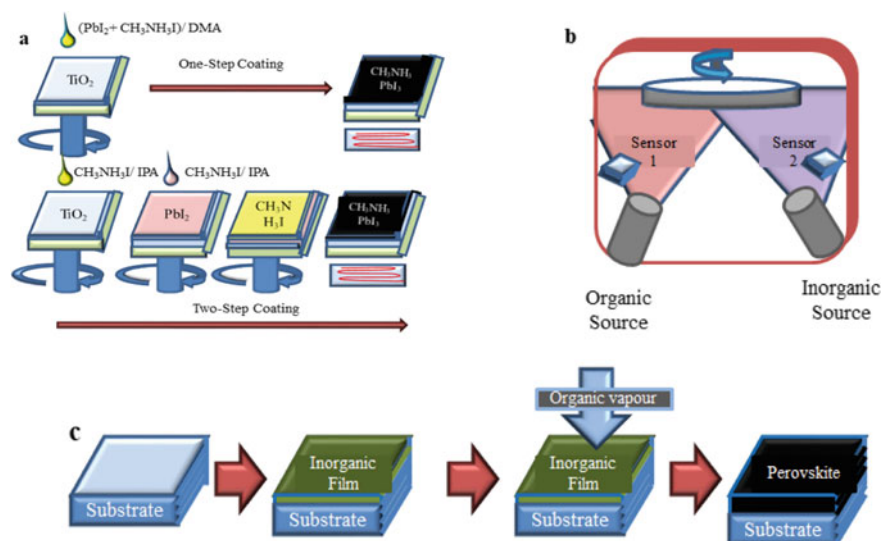 a
(PbI₂+ CH₃NH₃I)/ DMA
TiO₂
One-Step Coating
CH₃NH₃
PbI₃
CH₃NH₃I/ IPA
CH₃NH₃I/ IPA
TiO₂
PbI₂
CH₃N
H₃I
CH₃NH₃
PbI₃
Two-Step Coating
b
Sensor
1
Sensor
2
Organic
Source
Inorganic
Source
c
Substrate
Inorganic
Film
Substrate
Organic vapour
Inorganic
Film
Substrate
Perovskite
Substrate